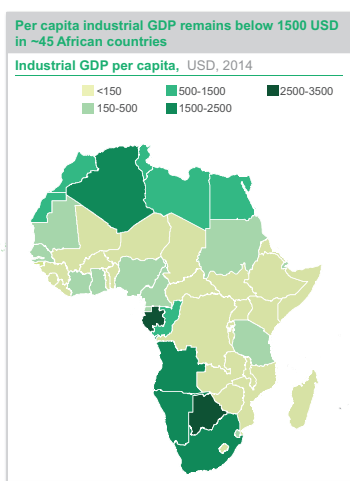 Per capita industrial GDP remains below 1500 USD
in ~45 African countries
Industrial GDP per capita, USD, 2014
<150 500-1500 2500-3500
150-500 1500-2500